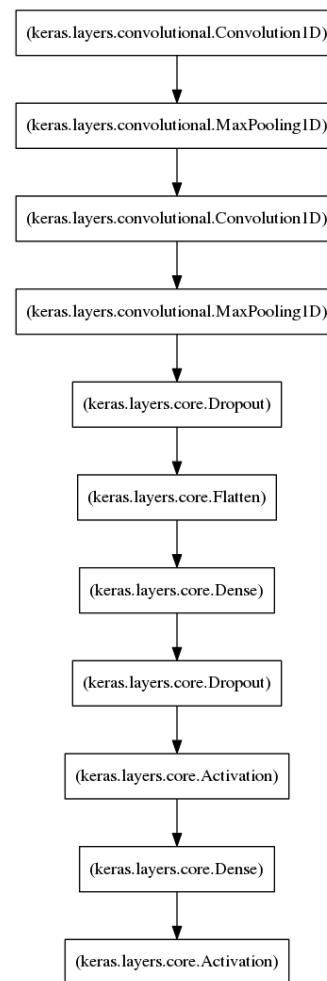 (keras.layers.convolutional.Convolution1D)
(keras.layers.convolutional.MaxPooling1D)
(keras.layers.convolutional.Convolution1D)
(keras.layers.convolutional.MaxPooling1D)
(keras.layers.core.Dropout)
(keras.layers.core.Flatten)
(keras.layers.core.Dense)
(keras.layers.core.Dropout)
(keras.layers.core.Activation)
(keras.layers.core.Dense)
(keras.layers.core.Activation)